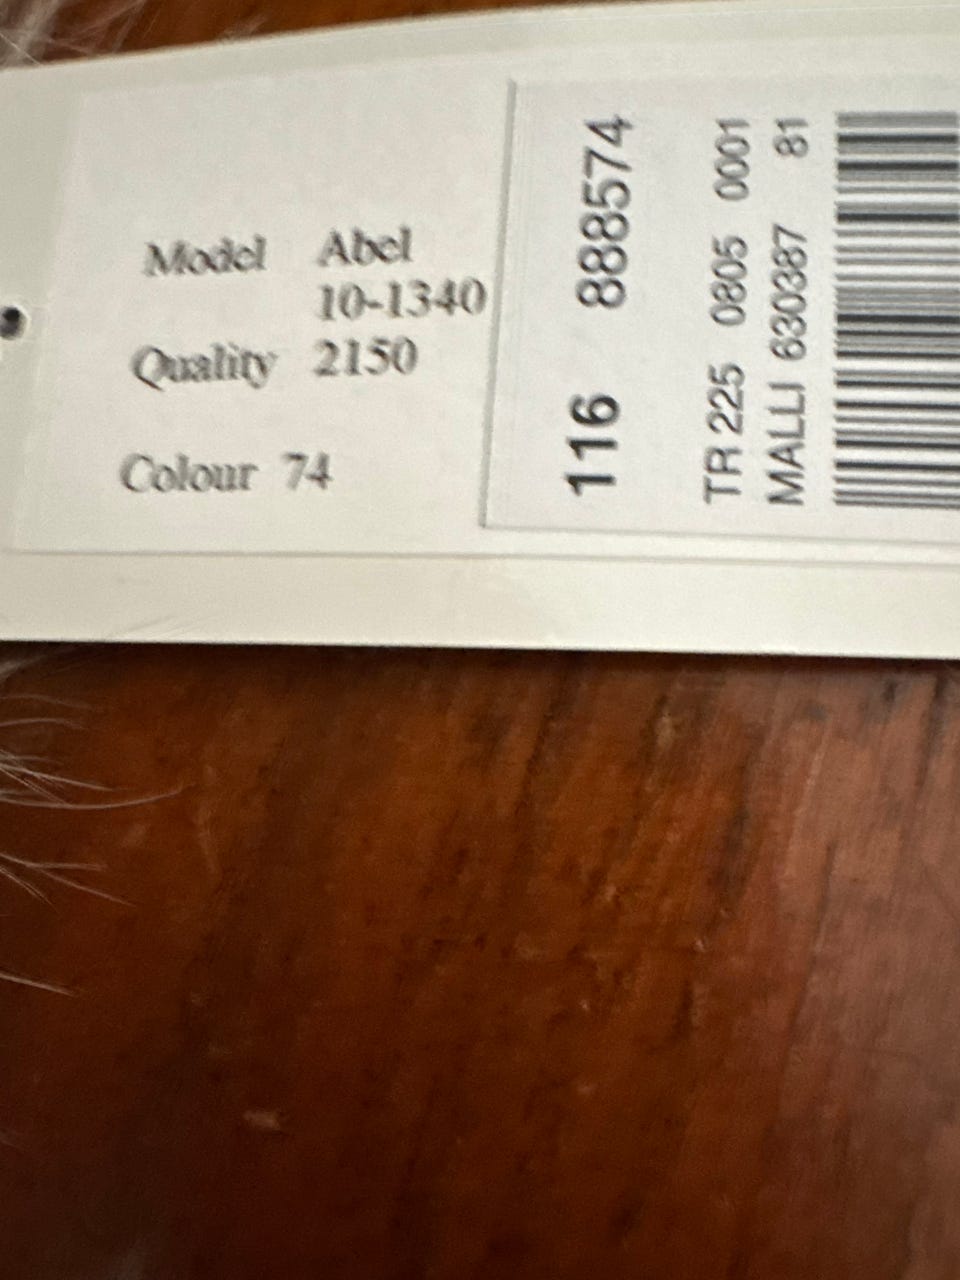 Model Abel
10-1340
Quality 2150
Colour 74
116 888574
TR 225 0805 0001
MALLI 630387 81